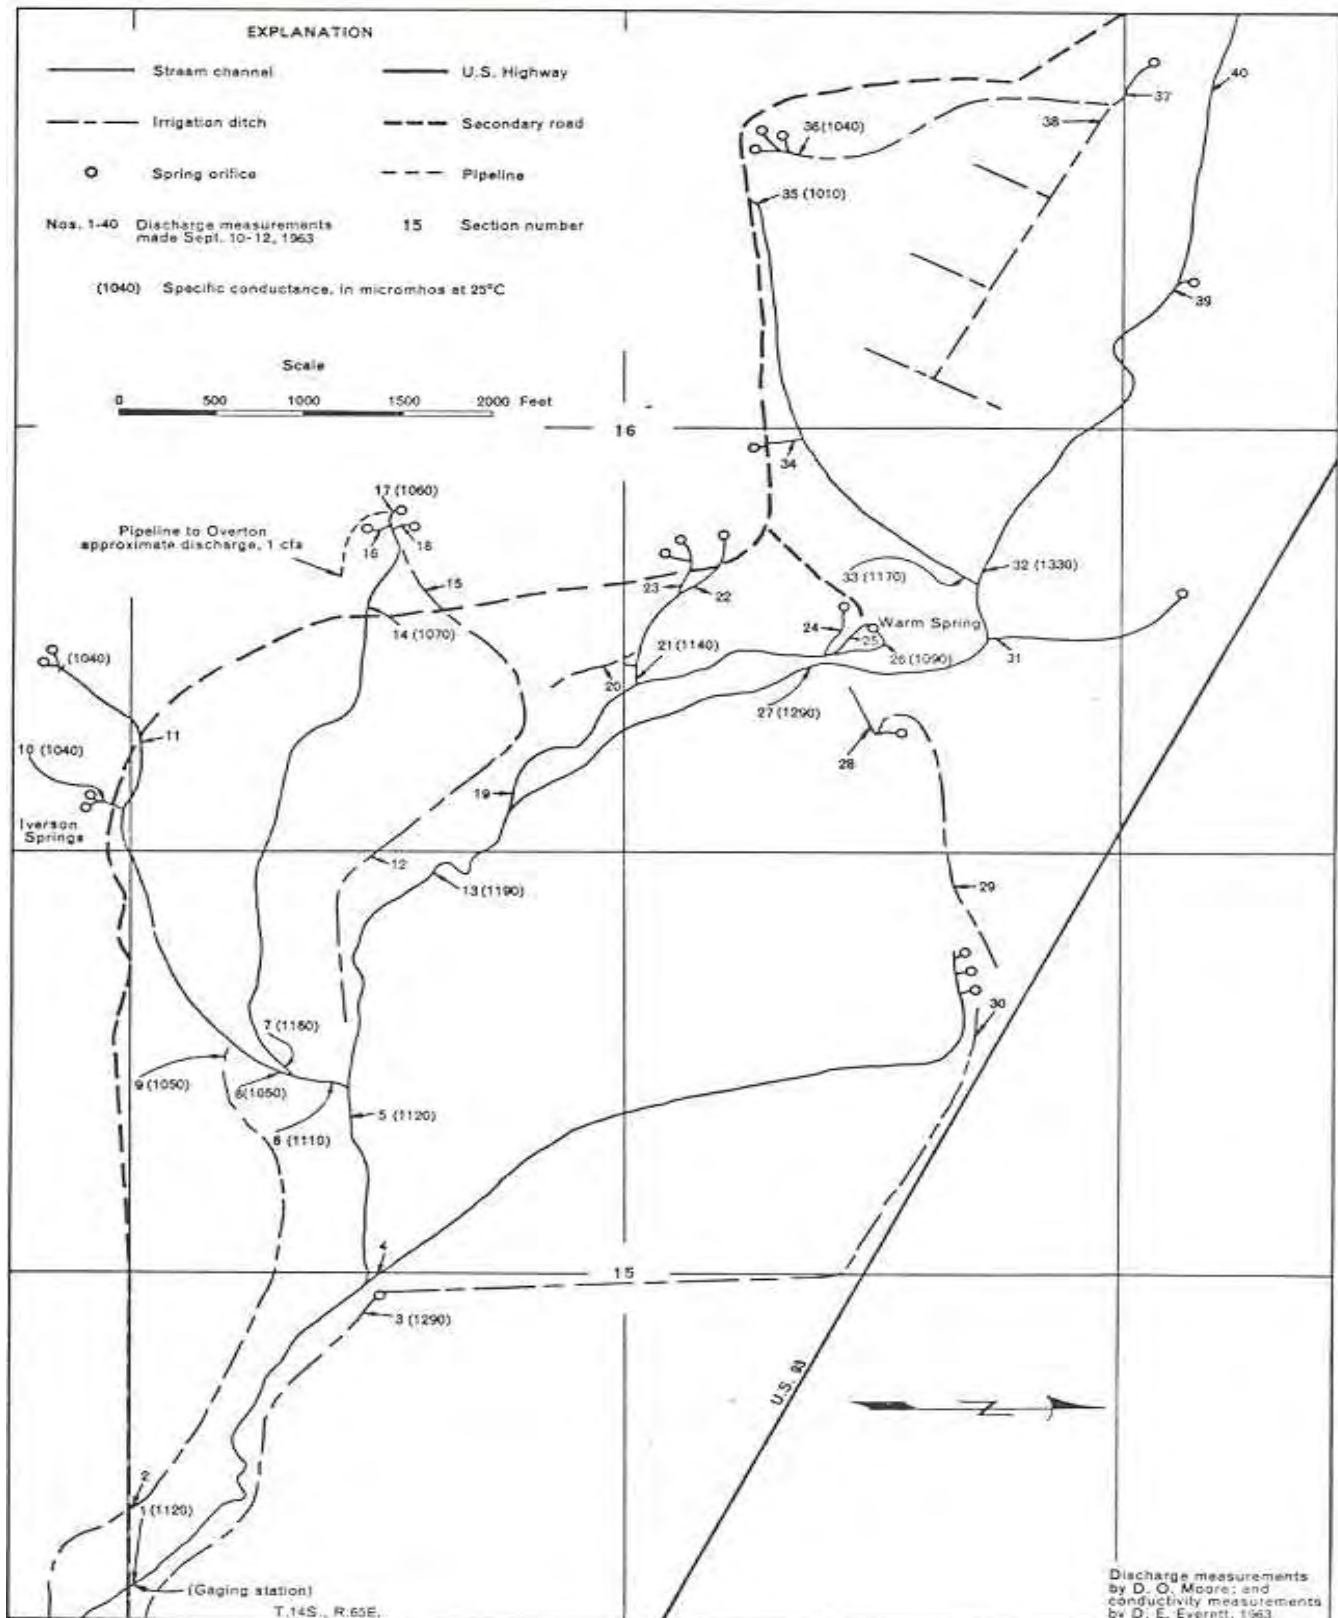 EXPLANATION
Stream channel
U.S. Highway
Irrigation ditch
Secondary road
Spring orifice
Pipeline
Nos. 1-40 Discharge measurements
made Sept. 10-12, 1963
15 Section number
(1040) Specific conductance, in micromhos at 25°C
Scale
0 500 1000 1500 2000 Feet
40
37
38
36(1040)
35 (1010)
39
16
34
17 (1060)
Pipeline to Overton
approximate discharge, 1 cfs
16
18
15
33(1170)
32 (1330)
23
22
14 (1070)
24
Warm Spring
25
26 (1090)
31
21 (1140)
(1040)
20
27 (1290)
11
10 (1040)
28
19
Iverson
Springs
12
13 (1190)
29
30
7 (1160)
9 (1050)
8(1050)
5 (1120)
6 (1110)
4
15
3 (1290)
U.S. 93
N
2
1 (1120)
(Gaging station)
T.14S., R.65E.
Discharge measurements
by D. O. Moore; and
conductivity measurements
by D. E. Everett, 1963